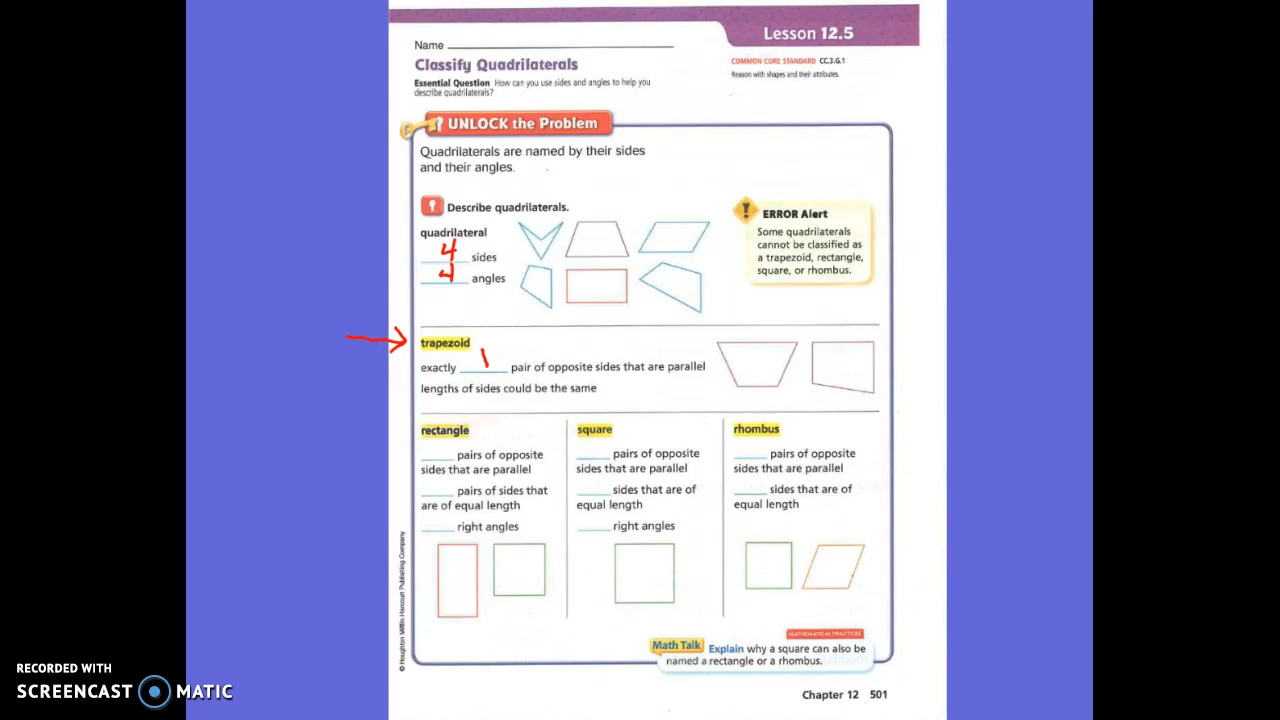 Lesson 12.5
Name
Classify Quadrilaterals
Essential Question How can you use sides and angles to help you
describe quadrilaterals?
COMMON CORE STANDARD CC.3.G.1
Reason with shapes and their attributes.
UNLOCK the Problem
Quadrilaterals are named by their sides
and their angles.
Describe quadrilaterals.
quadrilateral
4 sides
4 angles
ERROR Alert
Some quadrilaterals
cannot be classified as
a trapezoid, rectangle,
square, or rhombus.
trapezoid
exactly 1 pair of opposite sides that are parallel
lengths of sides could be the same
rectangle
pairs of opposite
sides that are parallel
pairs of sides that
are of equal length
right angles
square
pairs of opposite
sides that are parallel
sides that are of
equal length
right angles
rhombus
pairs of opposite
sides that are parallel
sides that are of
equal length
© Houghton Mifflin Harcourt Publishing Company
MATHEMATICAL PRACTICES
Math Talk Explain why a square can also be
named a rectangle or a rhombus.
Chapter 12 501
RECORDED WITH
SCREENCAST MATIC